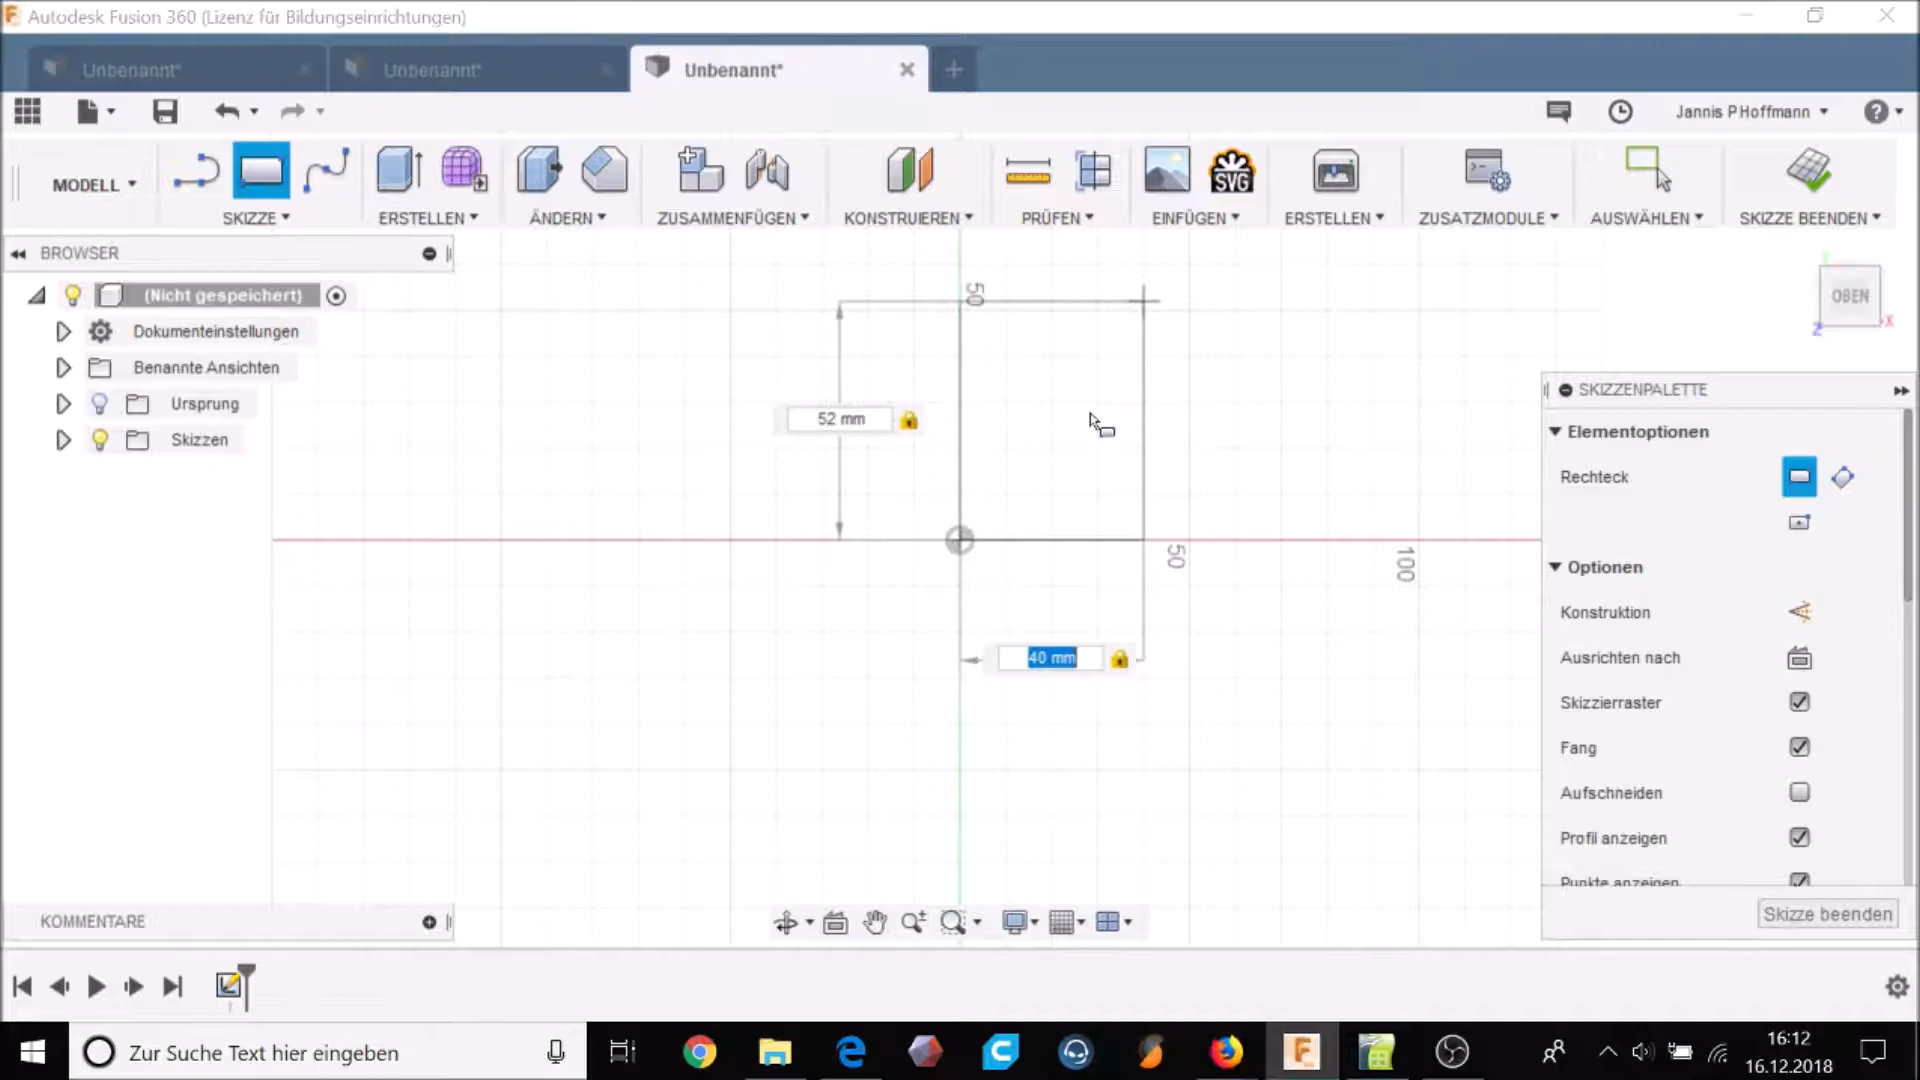 Autodesk Fusion 360 (Lizenz für Bildungseinrichtungen)
Unbenannt*
Unbenannt*
Unbenannt*
Jannis P Hoffmann
MODELL
SKIZZE
ERSTELLEN
ÄNDERN
ZUSAMMENFÜGEN
KONSTRUIEREN
PRÜFEN
SVG
EINFÜGEN
ERSTELLEN
ZUSATZMODULE
AUSWÄHLEN
SKIZZE BEENDEN
BROWSER
(Nicht gespeichert)
Dokumenteinstellungen
Benannte Ansichten
Ursprung
Skizzen
50
52 mm
50
100
40 mm
OBEN
X
Z
SKIZZENPALETTE
Elementoptionen
Rechteck
Optionen
Konstruktion
Ausrichten nach
Skizzierraster
Fang
Aufschneiden
Profil anzeigen
Punkte anzeigen
Skizze beenden
KOMMENTARE
Zur Suche Text hier eingeben
16:12
16.12.2018